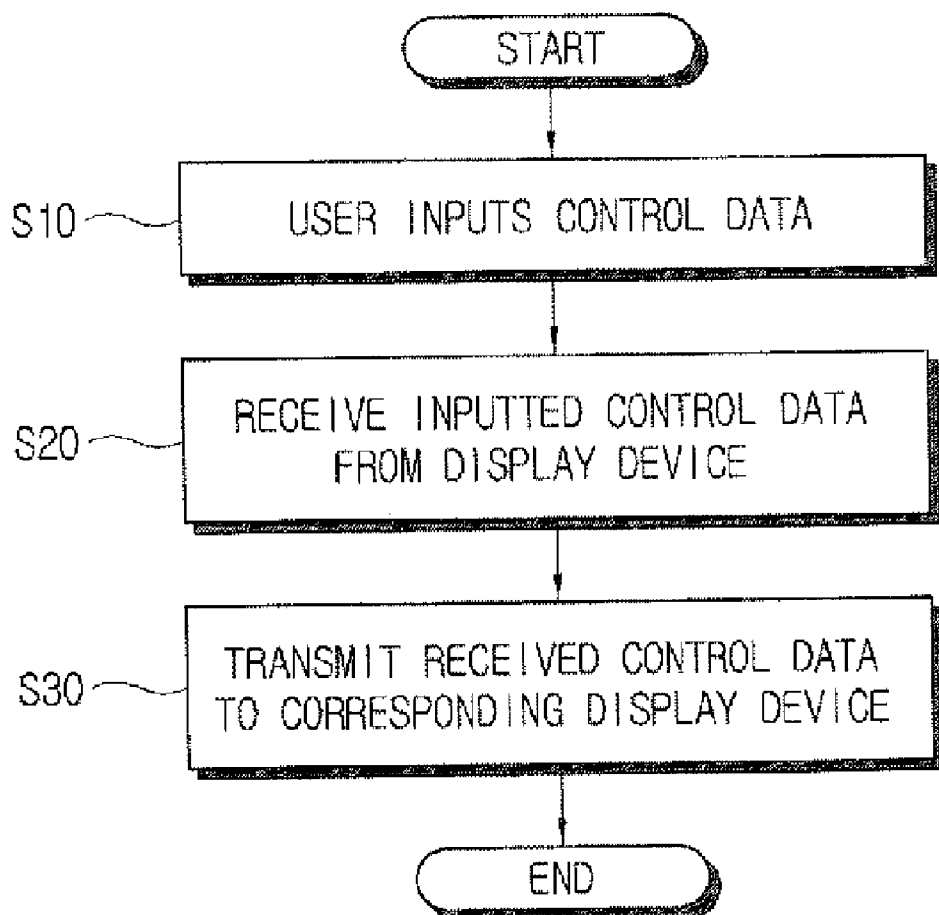 START
S10
USER INPUTS CONTROL DATA
S20
RECEIVE INPUTTED CONTROL DATA
FROM DISPLAY DEVICE
S30
TRANSMIT RECEIVED CONTROL DATA
TO CORRESPONDING DISPLAY DEVICE
END